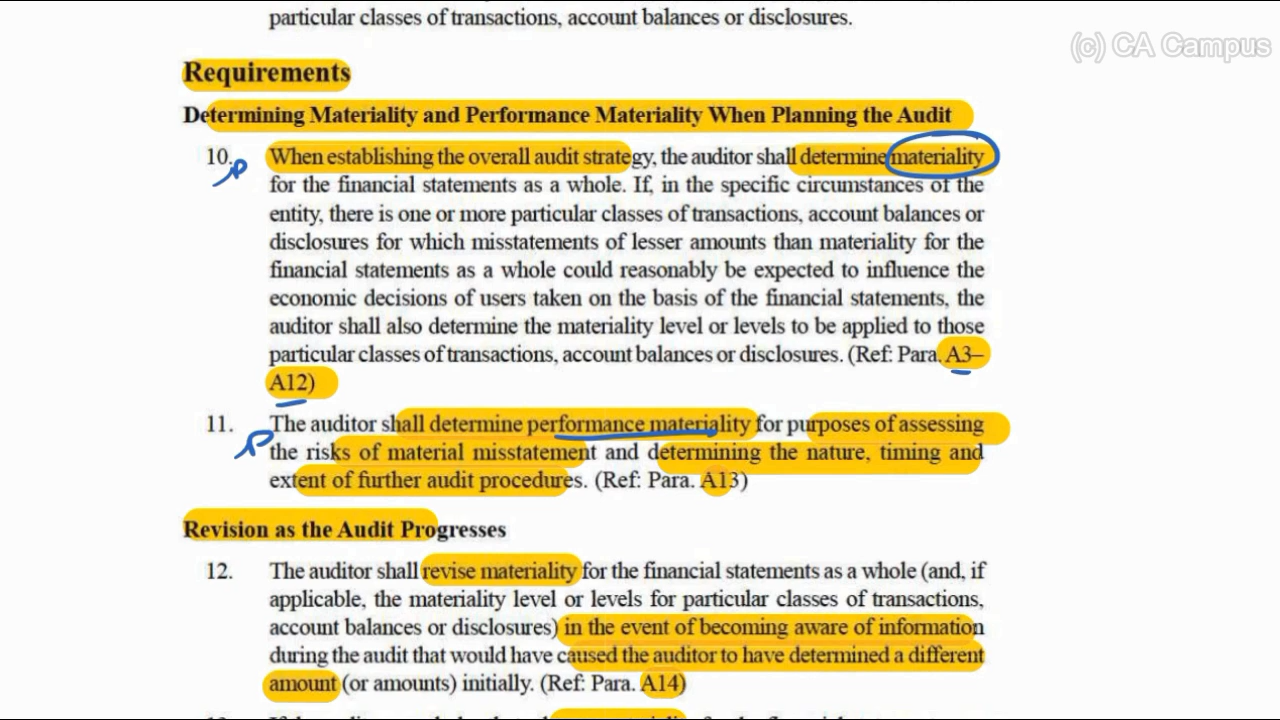 particular classes of transactions, account balances or disclosures.
(c) CA Campus
Requirements
Determining Materiality and Performance Materiality When Planning the Audit
10. When establishing the overall audit strategy, the auditor shall determine materiality
for the financial statements as a whole. If, in the specific circumstances of the
entity, there is one or more particular classes of transactions, account balances or
disclosures for which misstatements of lesser amounts than materiality for the
financial statements as a whole could reasonably be expected to influence the
economic decisions of users taken on the basis of the financial statements, the
auditor shall also determine the materiality level or levels to be applied to those
particular classes of transactions, account balances or disclosures. (Ref: Para. A3–
A12)
11. The auditor shall determine performance materiality for purposes of assessing
the risks of material misstatement and determining the nature, timing and
extent of further audit procedures. (Ref: Para. A13)
Revision as the Audit Progresses
12. The auditor shall revise materiality for the financial statements as a whole (and, if
applicable, the materiality level or levels for particular classes of transactions,
account balances or disclosures) in the event of becoming aware of information
during the audit that would have caused the auditor to have determined a different
amount (or amounts) initially. (Ref: Para. A14)